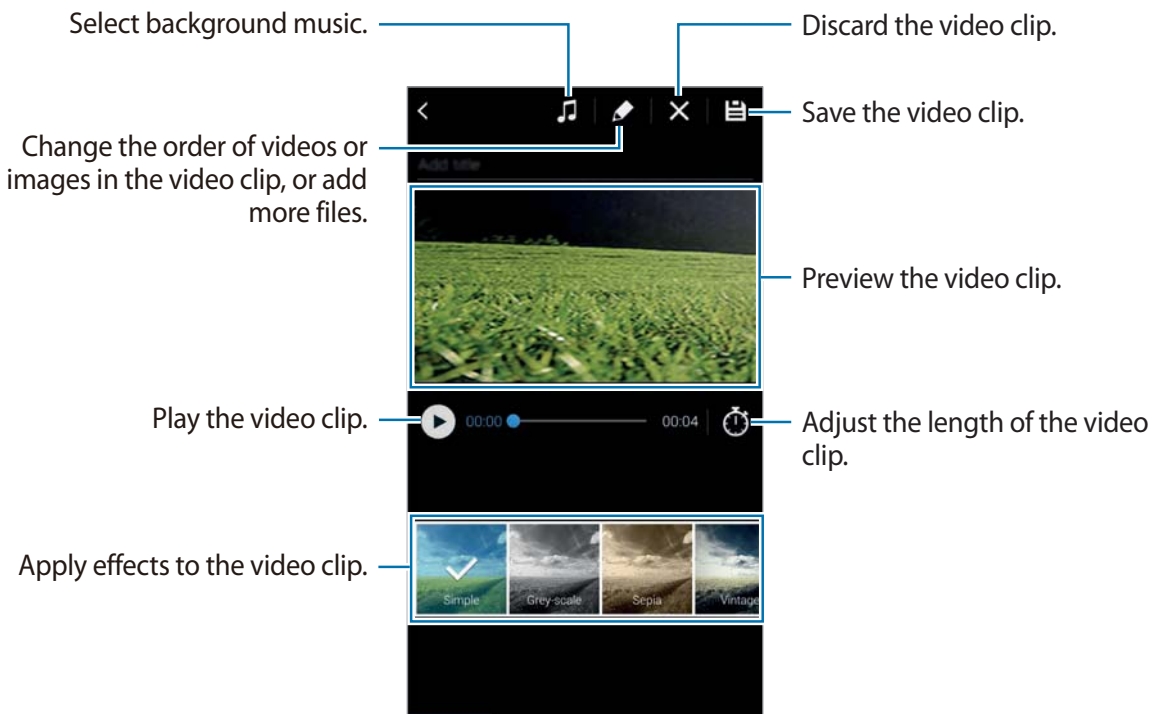 Select background music.
Discard the video clip.
Save the video clip.
Change the order of videos or
images in the video clip, or add
more files.
Add title
Preview the video clip.
Play the video clip.
00:00
00:04
Adjust the length of the video
clip.
Apply effects to the video clip.
Simple
Grey-scale
Sepia
Vintage